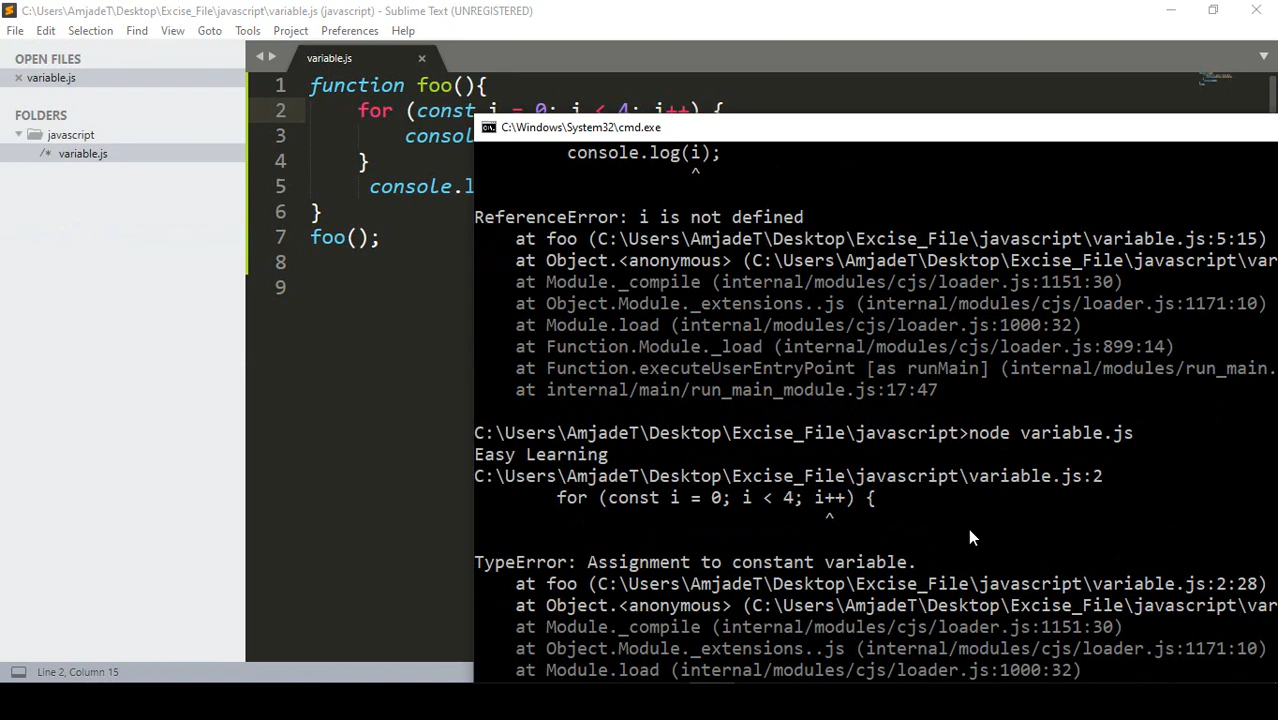 C:\Users\AmjadeT\Desktop\Excise_File\javascript\variable.js (javascript) - Sublime Text (UNREGISTERED)
File Edit Selection Find View Goto Tools Project Preferences Help
OPEN FILES
variable.js
FOLDERS
javascript
/* variable.js
variable.js
1 function foo(){
2 for (const i = 0; i < 4; i++) {
3 consol
4 }
5 console.l
6 }
7 foo();
8
9
C:\Windows\System32\cmd.exe
console.log(i);
^
ReferenceError: i is not defined
at foo (C:\Users\AmjadeT\Desktop\Excise_File\javascript\variable.js:5:15)
at Object.<anonymous> (C:\Users\AmjadeT\Desktop\Excise_File\javascript\var
at Module._compile (internal/modules/cjs/loader.js:1151:30)
at Object.Module._extensions..js (internal/modules/cjs/loader.js:1171:10)
at Module.load (internal/modules/cjs/loader.js:1000:32)
at Function.Module._load (internal/modules/cjs/loader.js:899:14)
at Function.executeUserEntryPoint [as runMain] (internal/modules/run_main.
at internal/main/run_main_module.js:17:47
C:\Users\AmjadeT\Desktop\Excise_File\javascript>node variable.js
Easy Learning
C:\Users\AmjadeT\Desktop\Excise_File\javascript\variable.js:2
for (const i = 0; i < 4; i++) {
^
TypeError: Assignment to constant variable.
at foo (C:\Users\AmjadeT\Desktop\Excise_File\javascript\variable.js:2:28)
at Object.<anonymous> (C:\Users\AmjadeT\Desktop\Excise_File\javascript\var
at Module._compile (internal/modules/cjs/loader.js:1151:30)
at Object.Module._extensions..js (internal/modules/cjs/loader.js:1171:10)
at Module.load (internal/modules/cjs/loader.js:1000:32)
Line 2, Column 15